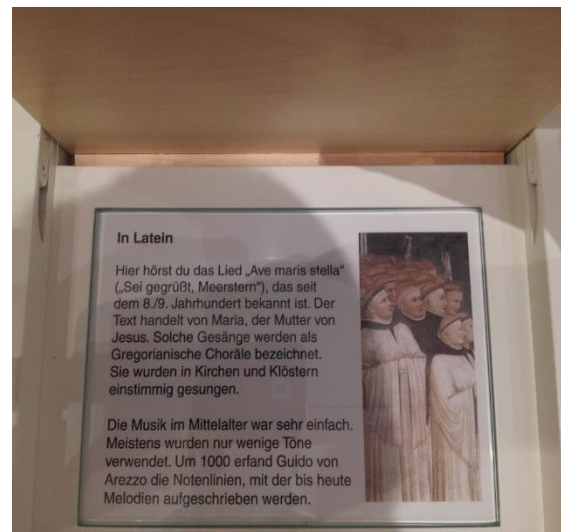 In Latein
Hier hörst du das Lied „Ave maris stella“
(„Sei gegrüßt, Meerstern“), das seit
dem 8./9. Jahrhundert bekannt ist. Der
Text handelt von Maria, der Mutter von
Jesus. Solche Gesänge werden als
Gregorianische Choräle bezeichnet.
Sie wurden in Kirchen und Klöstern
einstimmig gesungen.
Die Musik im Mittelalter war sehr einfach.
Meistens wurden nur wenige Töne
verwendet. Um 1000 erfand Guido von
Arezzo die Notenlinien, mit der bis heute
Melodien aufgeschrieben werden.